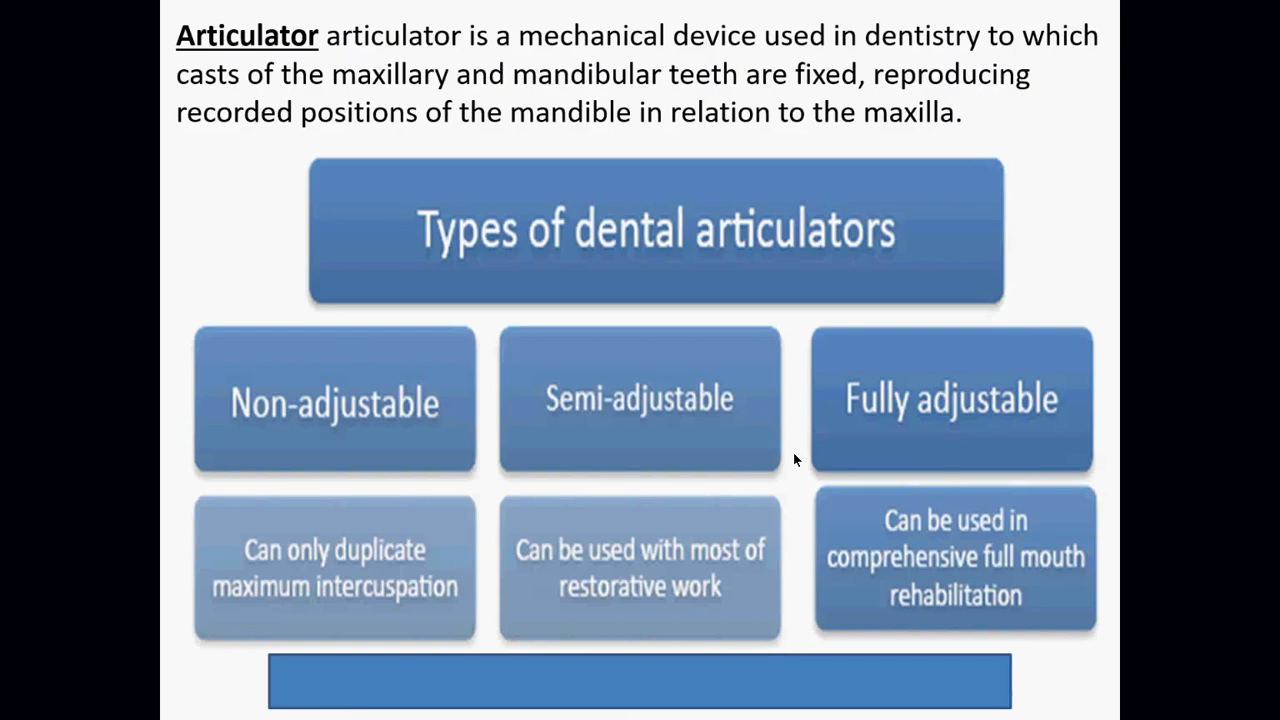 Articulator articulator is a mechanical device used in dentistry to which
casts of the maxillary and mandibular teeth are fixed, reproducing
recorded positions of the mandible in relation to the maxilla.
Types of dental articulators
Non-adjustable
Semi-adjustable
Fully adjustable
Can only duplicate
maximum intercuspation
Can be used with most of
restorative work
Can be used in
comprehensive full mouth
rehabilitation